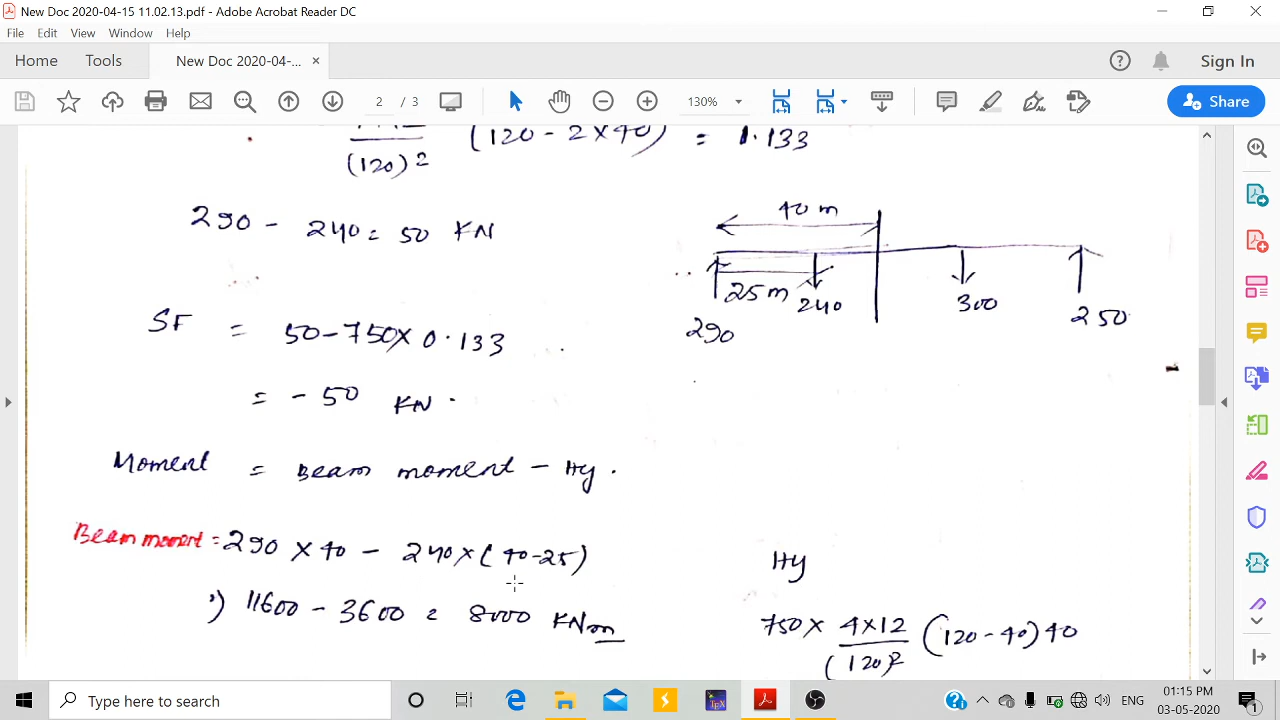 New Doc 2020-04-15 11.02.13.pdf - Adobe Acrobat Reader DC
File Edit View Window Help
Home Tools New Doc 2020-04-... × Sign In
2 / 3 130% Share
(120)² (120 - 2 × 40) = 1.133
290 - 240 = 50 KN
40 m
25 m
240
300
290
250
SF = 50 - 750 × 0.133
= - 50 KN.
Moment = Beam moment - Hy.
Beam moment = 290 × 40 - 240 × (40-25)
11600 - 3600 = 8000 KNm
Hy
750 × 4×12 (120 - 40) 40
(120)²
Type here to search
ENG
01:15 PM
03-05-2020